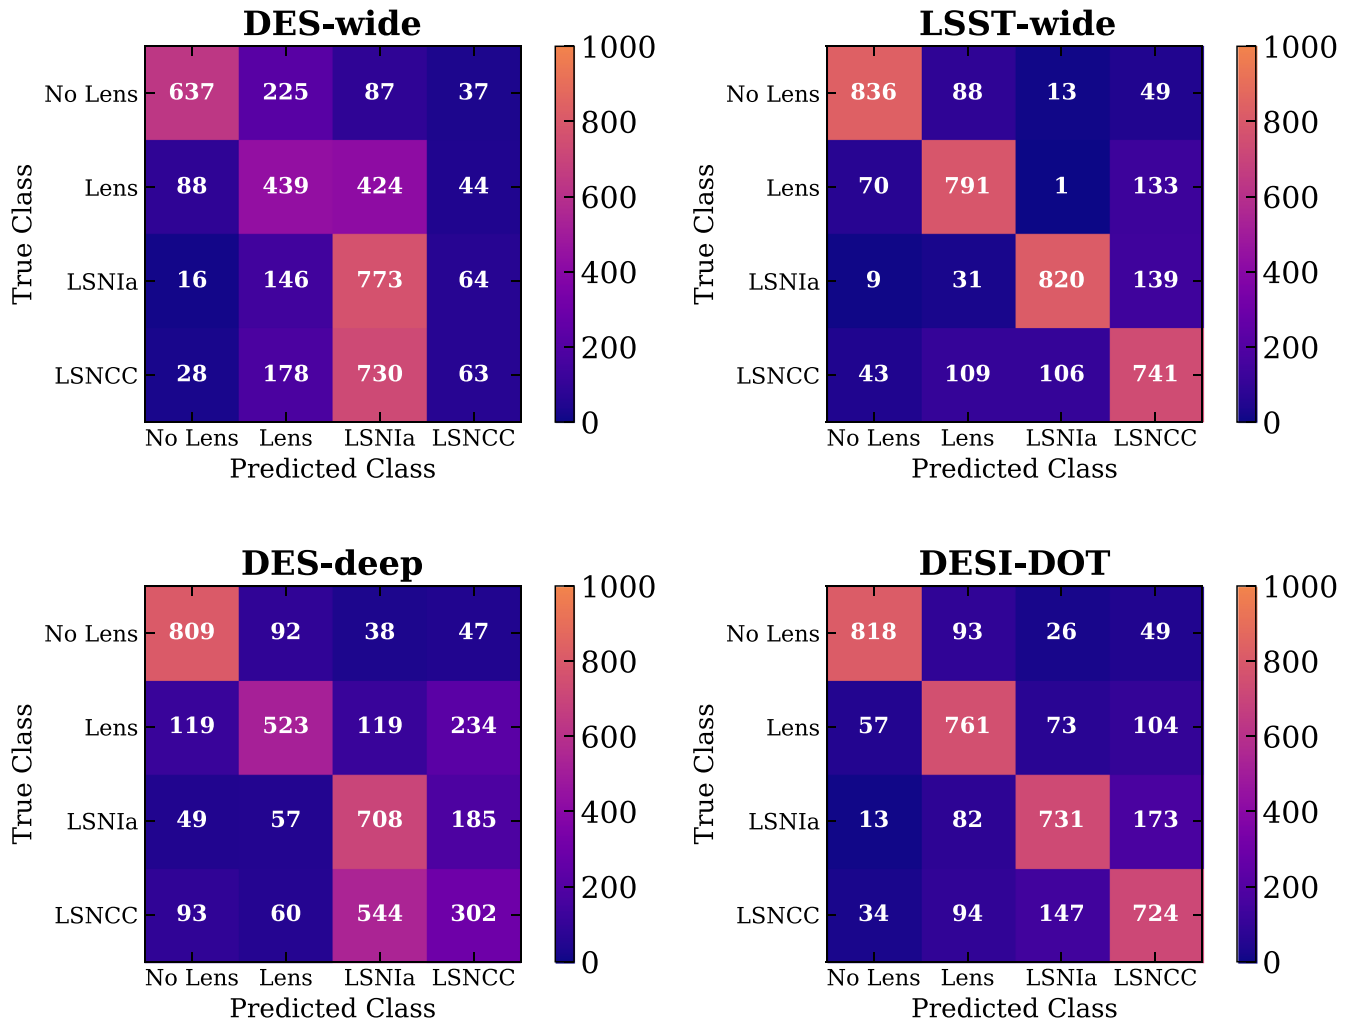 DES-wide
True Class
No Lens 637 225 87 37
Lens 88 439 424 44
LSNIa 16 146 773 64
LSNCC 28 178 730 63
No Lens Lens LSNIa LSNCC
Predicted Class
1000
800
600
400
200
0
LSST-wide
True Class
No Lens 836 88 13 49
Lens 70 791 1 133
LSNIa 9 31 820 139
LSNCC 43 109 106 741
No Lens Lens LSNIa LSNCC
Predicted Class
1000
800
600
400
200
0
DES-deep
True Class
No Lens 809 92 38 47
Lens 119 523 119 234
LSNIa 49 57 708 185
LSNCC 93 60 544 302
No Lens Lens LSNIa LSNCC
Predicted Class
1000
800
600
400
200
0
DESI-DOT
True Class
No Lens 818 93 26 49
Lens 57 761 73 104
LSNIa 13 82 731 173
LSNCC 34 94 147 724
No Lens Lens LSNIa LSNCC
Predicted Class
1000
800
600
400
200
0